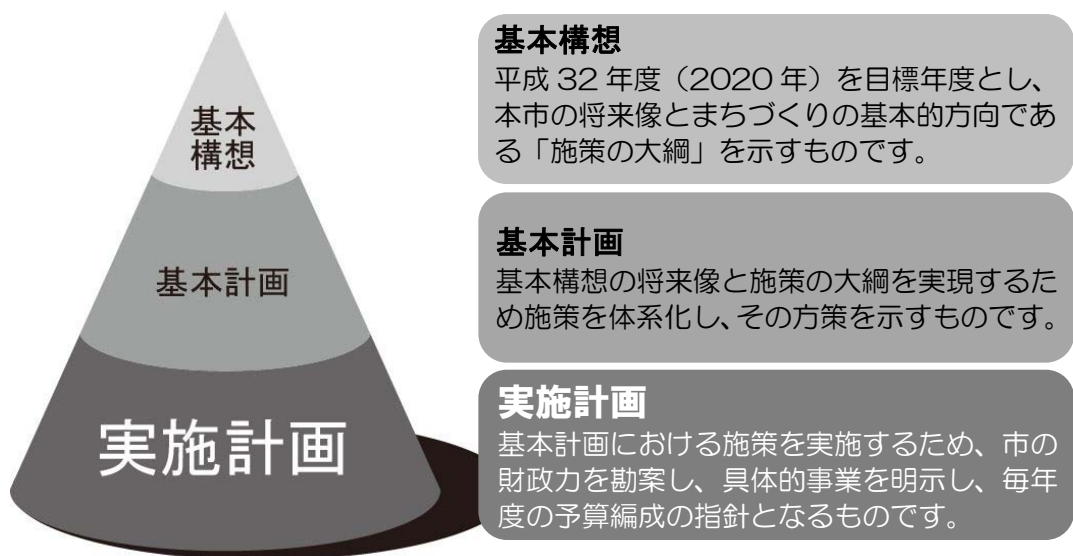 基本
構想
基本計画
実施計画
基本構想
平成 32 年度（2020 年）を目標年度とし、
本市の将来像とまちづくりの基本的方向であ
る「施策の大綱」を示すものです。
基本計画
基本構想の将来像と施策の大綱を実現するた
め施策を体系化し、その方策を示すものです。
実施計画
基本計画における施策を実施するため、市の
財政力を勘案し、具体的事業を明示し、毎年
度の予算編成の指針となるものです。